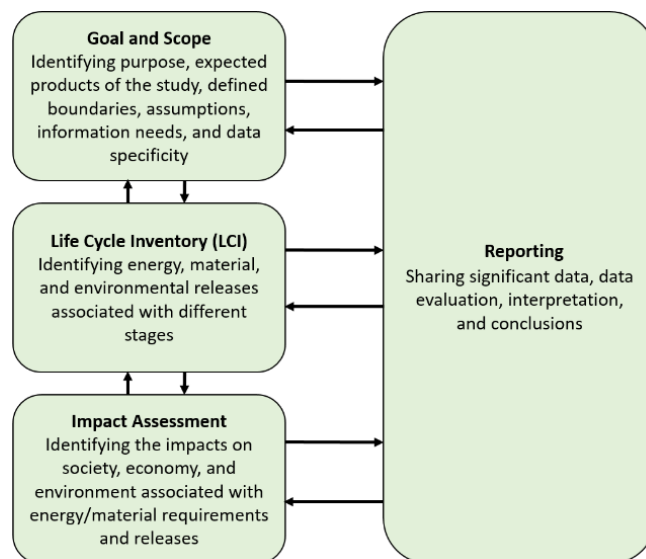 Goal and Scope
Identifying purpose, expected
products of the study, defined
boundaries, assumptions,
information needs, and data
specificity
Life Cycle Inventory (LCI)
Identifying energy, material,
and environmental releases
associated with different
stages
Impact Assessment
Identifying the impacts on
society, economy, and
environment associated with
energy/material requirements
and releases
Reporting
Sharing significant data, data
evaluation, interpretation,
and conclusions